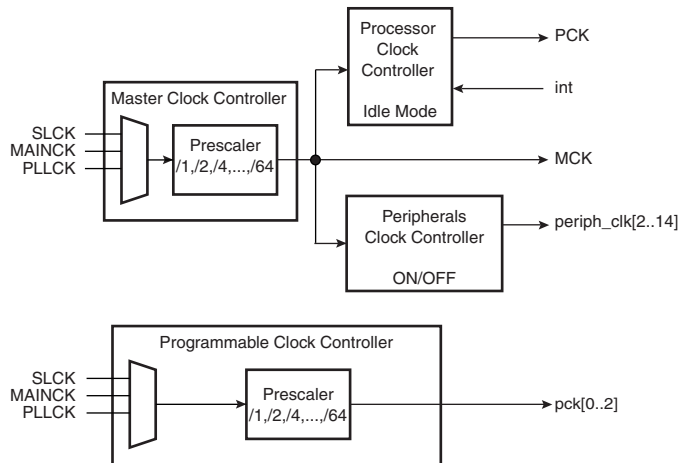 Processor
Clock
Controller
Idle Mode
PCK
int
Master Clock Controller
SLCK
MAINCK
PLLCK
Prescaler
/1,/2,/4,...,/64
MCK
Peripherals
Clock Controller
ON/OFF
periph_clk[2..14]
Programmable Clock Controller
SLCK
MAINCK
PLLCK
Prescaler
/1,/2,/4,...,/64
pck[0..2]